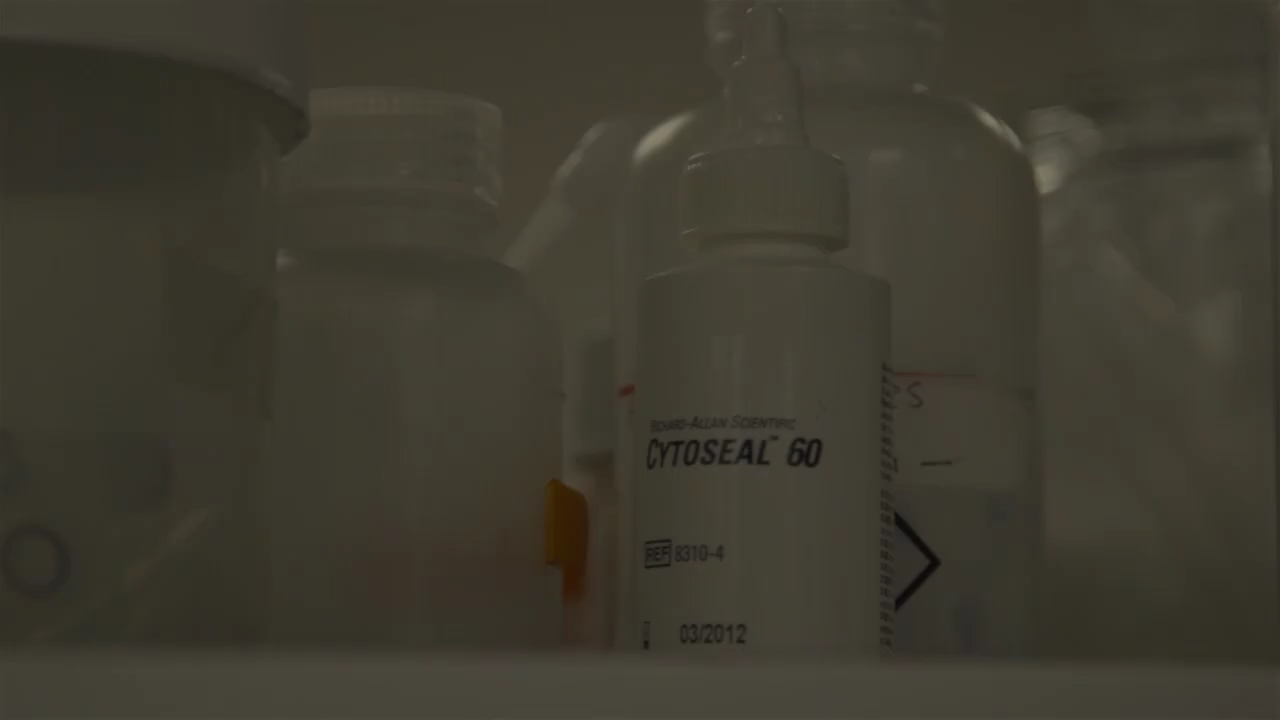 Richard-Allan Scientific
Cytoseal™ 60
REF 8310-4
03/2012
S